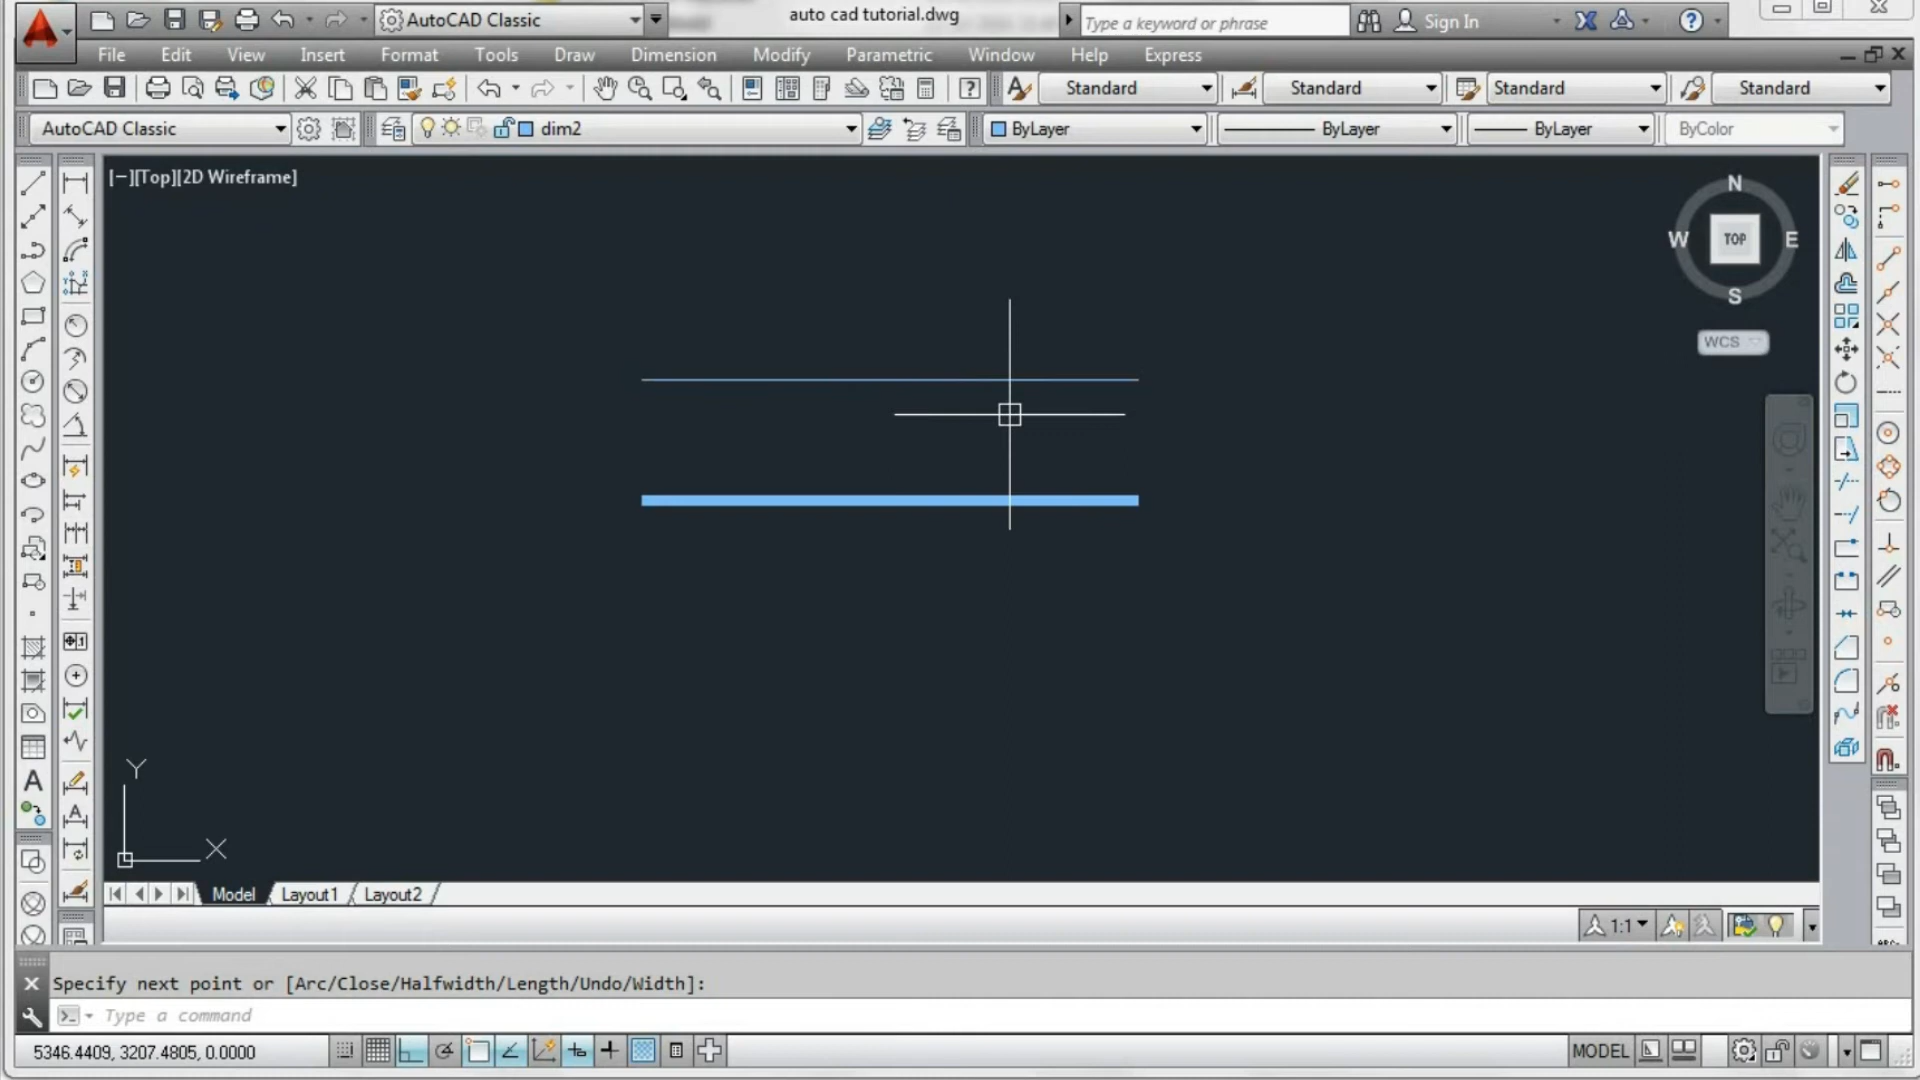 AutoCAD Classic
auto cad tutorial.dwg
Type a keyword or phrase
Sign In
File Edit View Insert Format Tools Draw Dimension Modify Parametric Window Help Express
Standard Standard Standard Standard
AutoCAD Classic dim2 ByLayer ByLayer ByLayer ByColor
[−][Top][2D Wireframe]
N
W TOP E
S
WCS
Y
X
A
Model Layout1 Layout2
1:1
Specify next point or [Arc/Close/Halfwidth/Length/Undo/Width]:
Type a command
5346.4409, 3207.4805, 0.0000 MODEL